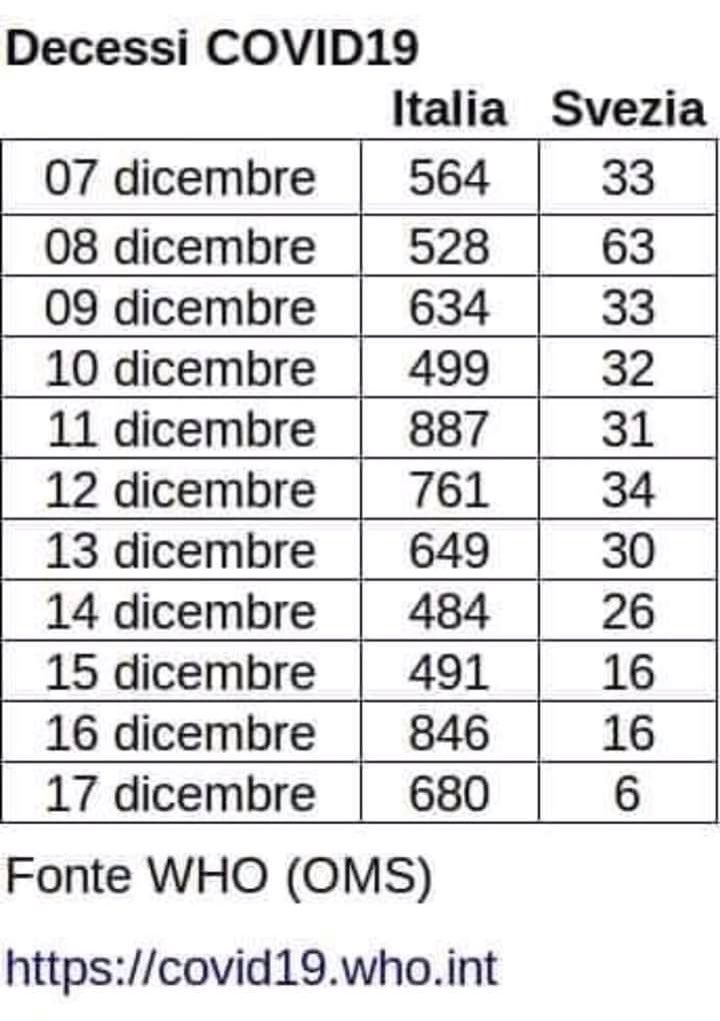 Decessi COVID19
Italia Svezia
07 dicembre 564 33
08 dicembre 528 63
09 dicembre 634 33
10 dicembre 499 32
11 dicembre 887 31
12 dicembre 761 34
13 dicembre 649 30
14 dicembre 484 26
15 dicembre 491 16
16 dicembre 846 16
17 dicembre 680 6
Fonte WHO (OMS)
https://covid19.who.int